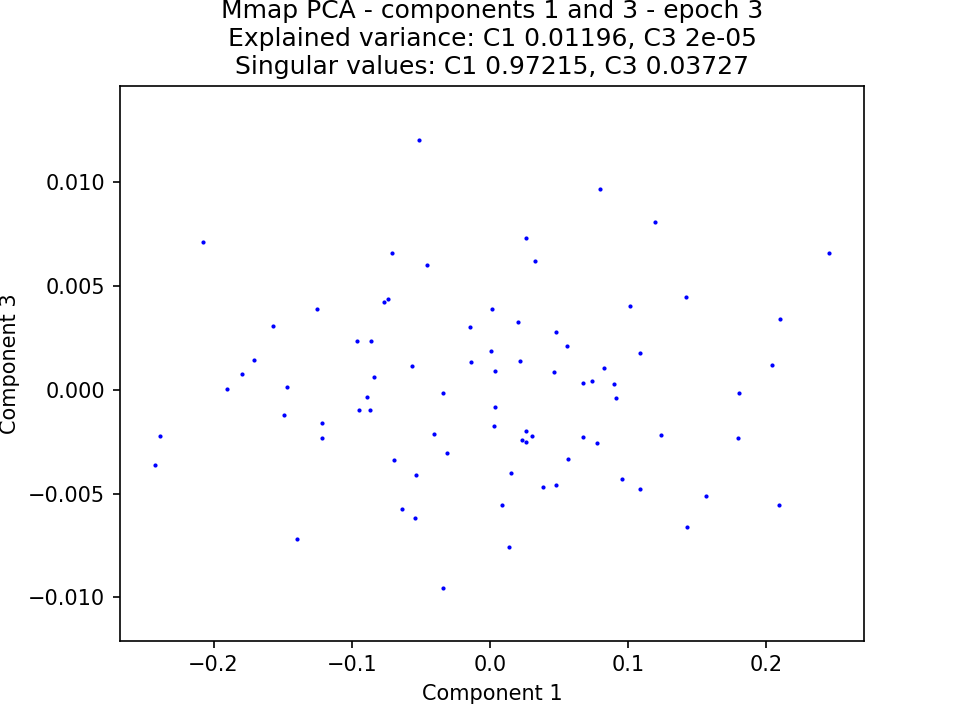 Mmap PCA - components 1 and 3 - epoch 3
Explained variance: C1 0.01196, C3 2e-05
Singular values: C1 0.97215, C3 0.03727
0.010
0.005
0.000
−0.005
−0.010
Component 3
−0.2
−0.1
0.0
0.1
0.2
Component 1